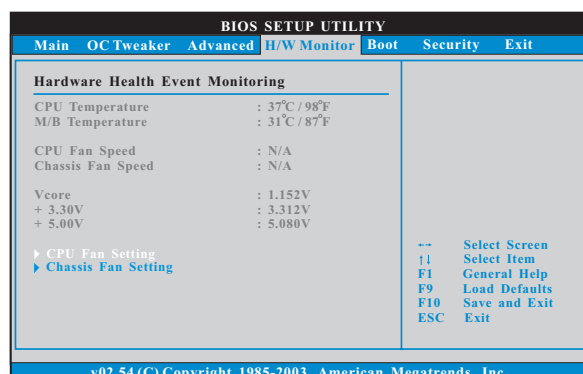 BIOS SETUP UTILITY
Main OC Tweaker Advanced H/W Monitor Boot Security Exit
Hardware Health Event Monitoring
CPU Temperature : 37°C / 98°F
M/B Temperature : 31°C / 87°F
CPU Fan Speed : N/A
Chassis Fan Speed : N/A
Vcore : 1.152V
+ 3.30V : 3.312V
+ 5.00V : 5.080V
CPU Fan Setting
Chassis Fan Setting
←→ Select Screen
↑↓ Select Item
F1 General Help
F9 Load Defaults
F10 Save and Exit
ESC Exit
v02.54 (C) Copyright 1985-2003, American Megatrends, Inc.